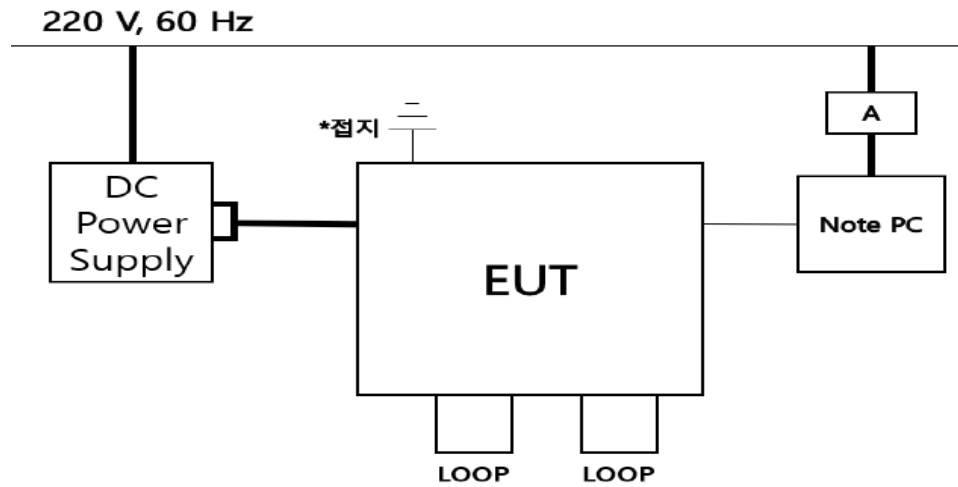 220 V, 60 Hz
*접지
A
DC
Power
Supply
Note PC
EUT
LOOP
LOOP